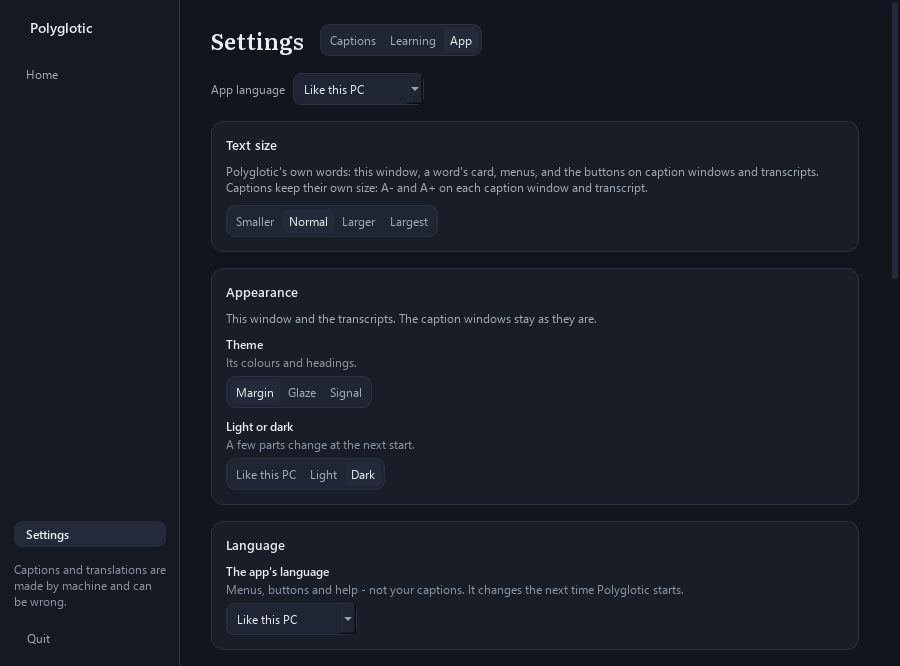 Polyglotic
Home
Settings
Captions and translations are
made by machine and can
be wrong.
Quit
Settings
Captions Learning App
App language Like this PC
Text size
Polyglotic's own words: this window, a word's card, menus, and the buttons on caption windows and transcripts.
Captions keep their own size: A- and A+ on each caption window and transcript.
Smaller Normal Larger Largest
Appearance
This window and the transcripts. The caption windows stay as they are.
Theme
Its colours and headings.
Margin Glaze Signal
Light or dark
A few parts change at the next start.
Like this PC Light Dark
Language
The app's language
Menus, buttons and help - not your captions. It changes the next time Polyglotic starts.
Like this PC